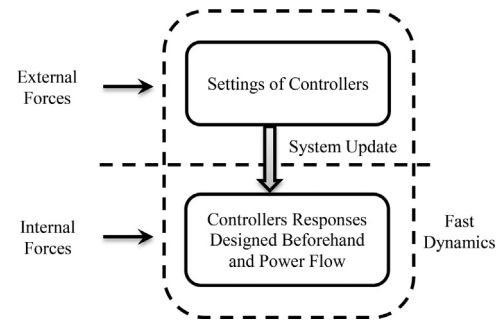 External
Forces
Settings of Controllers
System Update
Internal
Forces
Controllers Responses
Designed Beforehand
and Power Flow
Fast
Dynamics